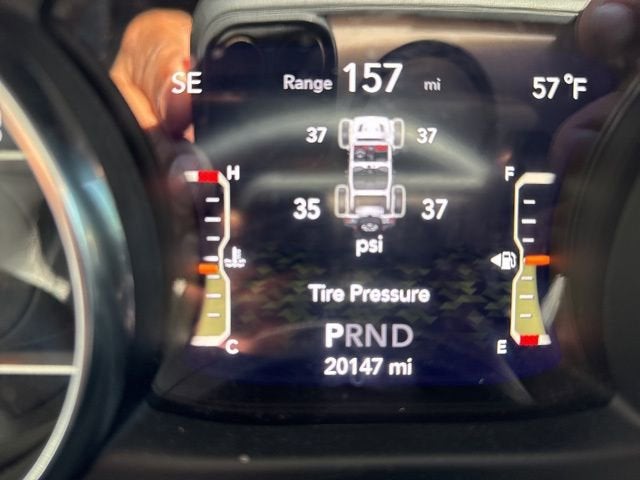 SE Range 157 mi 57°F
37 37
H F
35 37
psi
Tire Pressure
PRND
C E
20147 mi